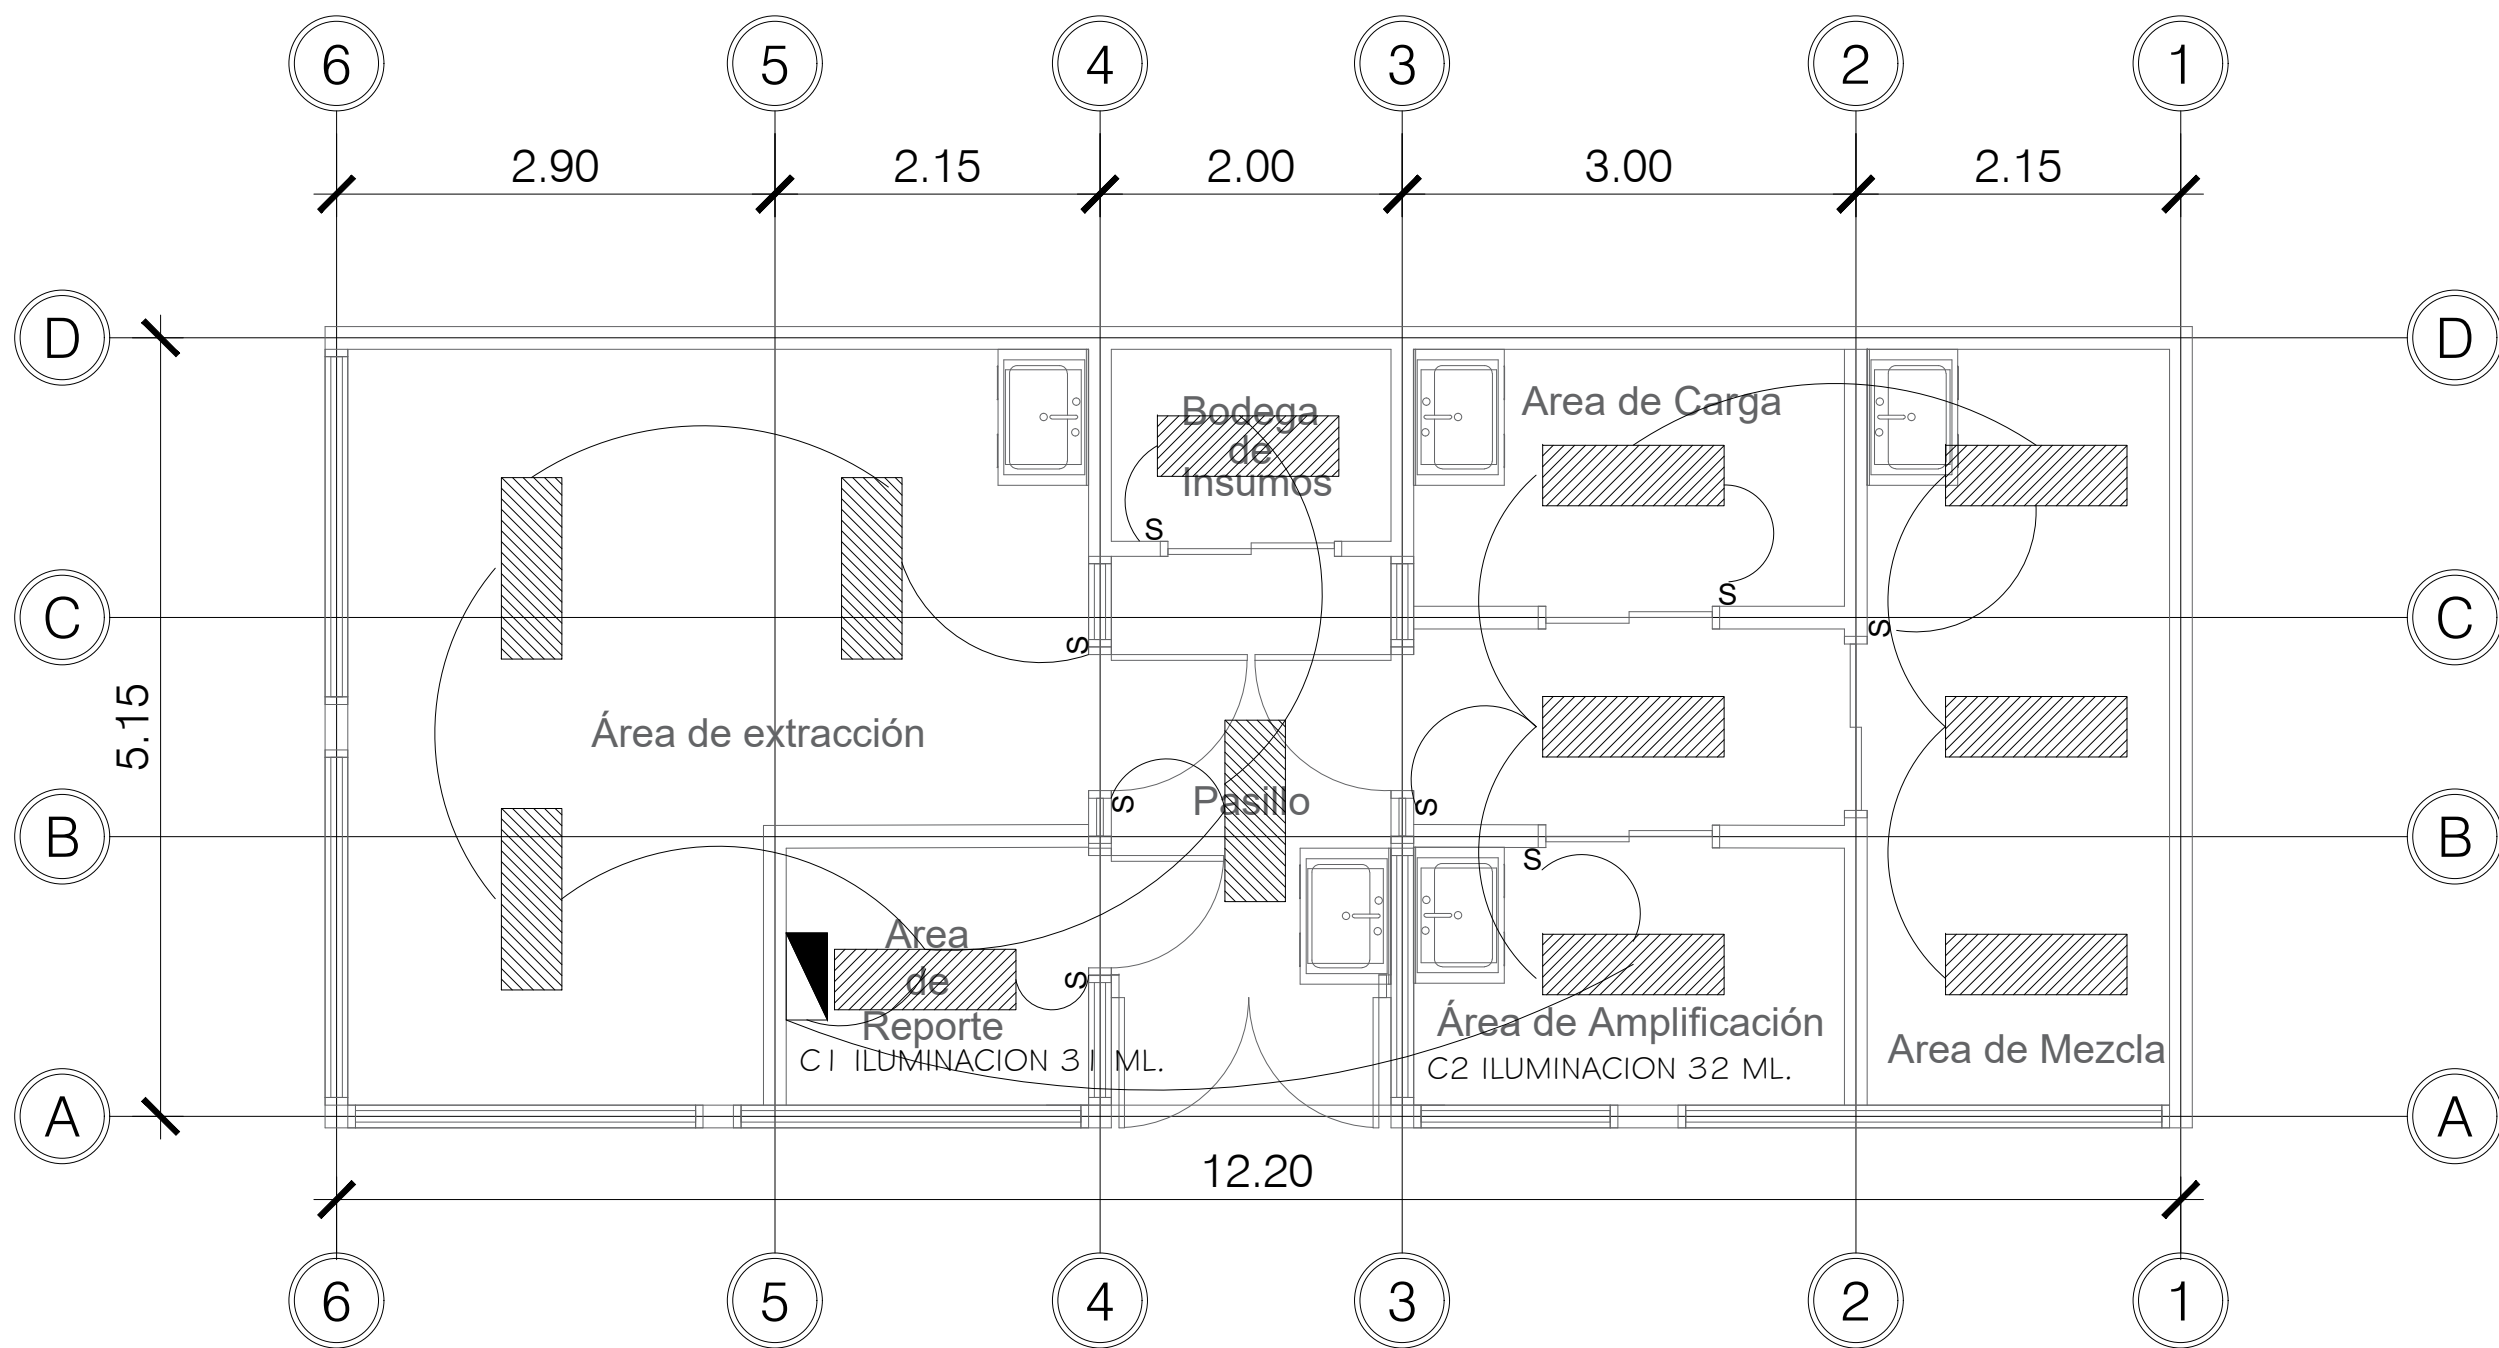 6 5 4 3 2 1
2.90 2.15 2.00 3.00 2.15
D D
Area de Carga
Bodega
de
Insumos
S
S
C C
S
S
5.15
Área de extracción
Pasillo
S
S
B B
S
Area
de
Reporte
S
Área de Amplificación
Area de Mezcla
C1 ILUMINACION 31 ML.
C2 ILUMINACION 32 ML.
A A
12.20
6 5 4 3 2 1